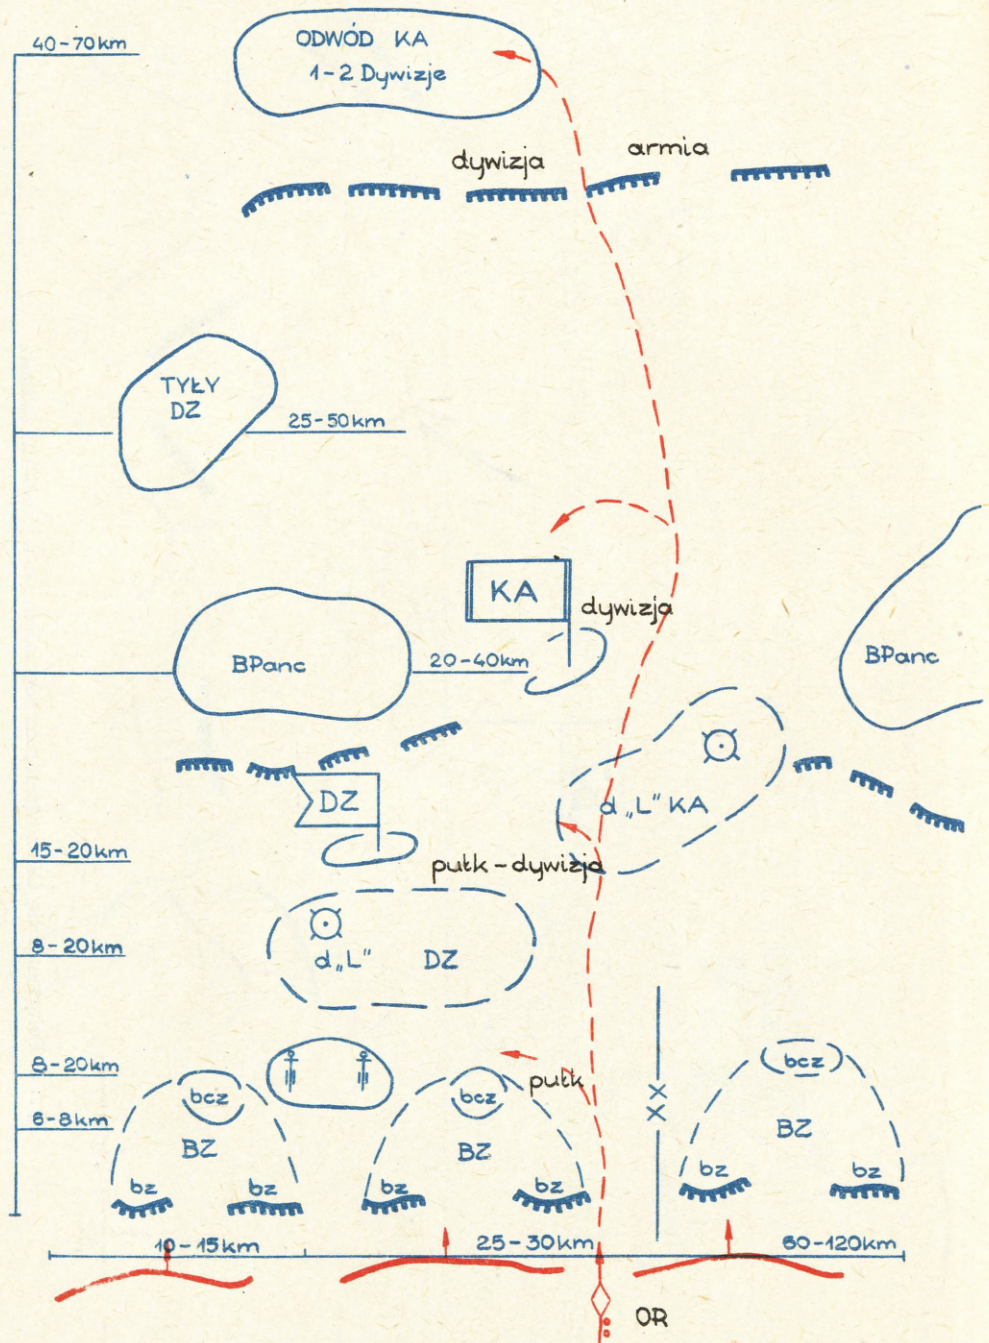 40-70km
ODWÓD KA
1-2 Dywizje
dywizja
armia
TYŁY
DZ
25-50km
KA
dywizja
BPanc
20-40km
BPanc
DZ
d„L" KA
15-20km
pułk-dywizja
8-20km
d„L" DZ
8-20km
bcz
pułk
bcz
bcz
6-8km
BZ
BZ
BZ
bz
bz
bz
bz
bz
bz
10-15km
25-30km
60-120km
OR